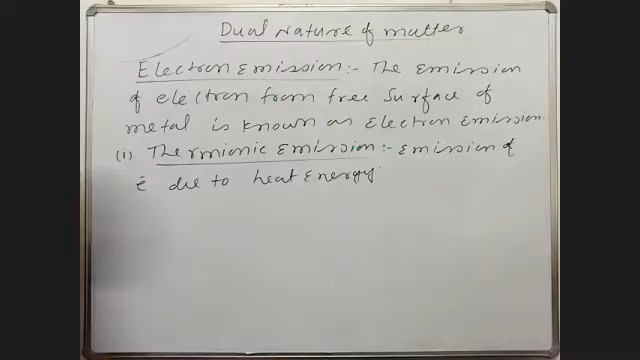 Dual Nature of matter
Electron Emission:- The emission
of electron from free surface of
metal is known as Electron Emission.
(i) Thermionic Emission:- Emission of
ē due to heat Energy